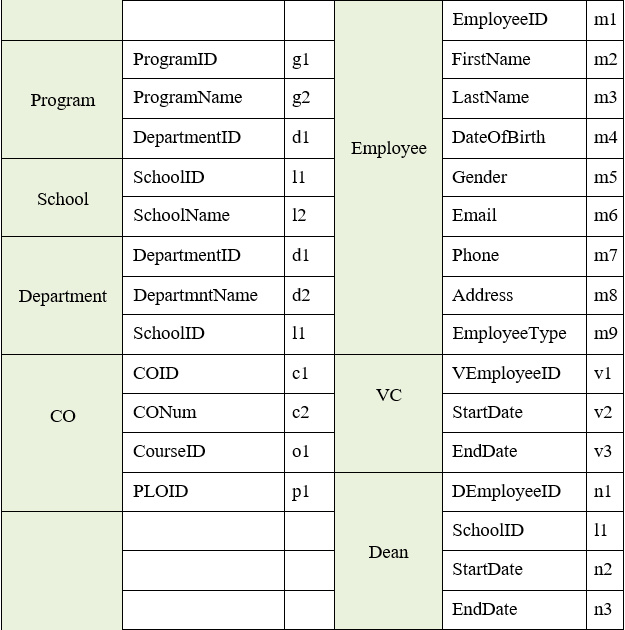 EmployeeID m1
Program
ProgramID g1
ProgramName g2
DepartmentID d1
School
SchoolID l1
SchoolName l2
Department
DepartmentID d1
DepartmntName d2
SchoolID l1
CO
COID c1
CONum c2
CourseID o1
PLOID p1
Employee
FirstName m2
LastName m3
DateOfBirth m4
Gender m5
Email m6
Phone m7
Address m8
EmployeeType m9
VC
VEmployeeID v1
StartDate v2
EndDate v3
Dean
DEmployeeID n1
SchoolID l1
StartDate n2
EndDate n3